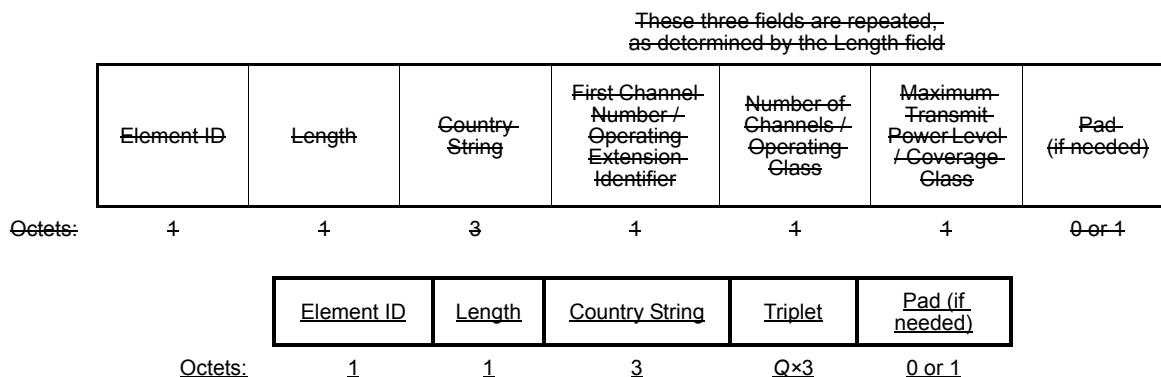 These three fields are repeated,
as determined by the Length field
Element ID
Length
Country
String
First Channel
Number /
Operating
Extension
Identifier
Number of
Channels /
Operating
Class
Maximum
Transmit
Power Level
/ Coverage
Class
Pad
(if needed)
Octets: 1 1 3 1 1 1 0 or 1
Element ID
Length
Country String
Triplet
Pad (if
needed)
Octets: 1 1 3 Q×3 0 or 1